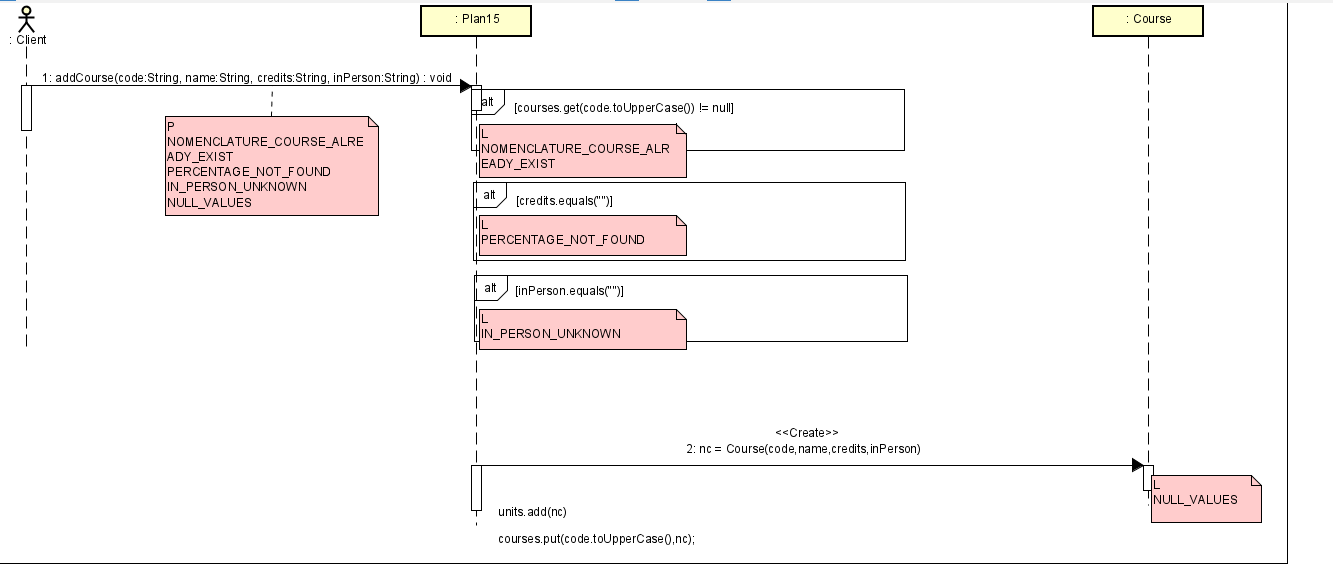 : Client
: Plan15
: Course
1: addCourse(code:String, name:String, credits:String, inPerson:String) : void
P
NOMENCLATURE_COURSE_ALRE
ADY_EXIST
PERCENTAGE_NOT_FOUND
IN_PERSON_UNKNOWN
NULL_VALUES
alt
[courses.get(code.toUpperCase()) != null]
L
NOMENCLATURE_COURSE_ALR
EADY_EXIST
alt
[credits.equals("")]
L
PERCENTAGE_NOT_FOUND
alt
[inPerson.equals("")]
L
IN_PERSON_UNKNOWN
<<Create>>
2: nc = Course(code,name,credits,inPerson)
L
NULL_VALUES
units.add(nc)
courses.put(code.toUpperCase(),nc);